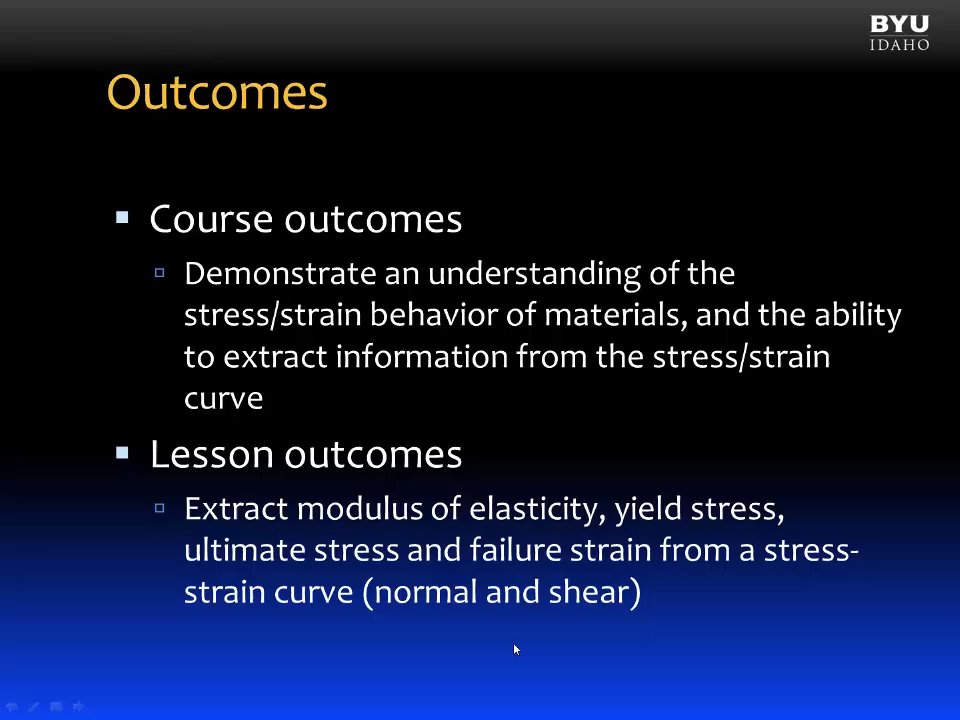 BYU
IDAHO
Outcomes
Course outcomes
Demonstrate an understanding of the
stress/strain behavior of materials, and the ability
to extract information from the stress/strain
curve
Lesson outcomes
Extract modulus of elasticity, yield stress,
ultimate stress and failure strain from a stress-
strain curve (normal and shear)